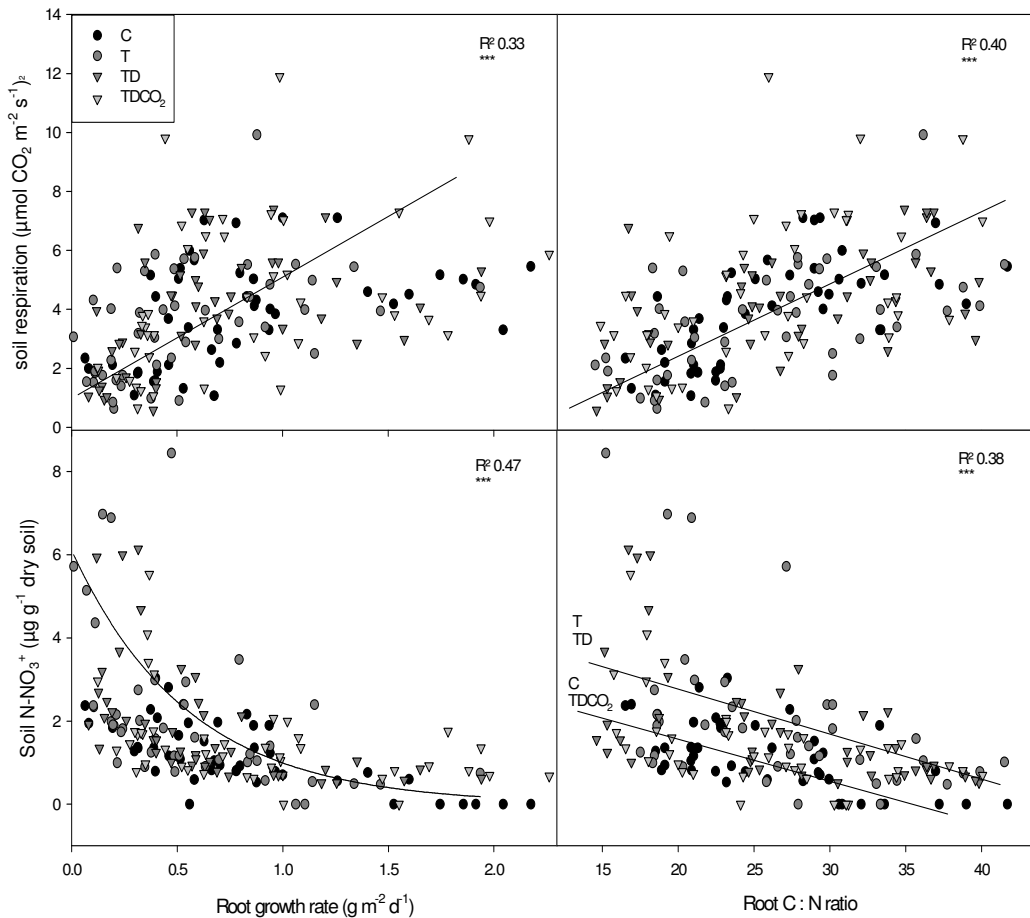 14
12
10
8
6
4
2
0
soil respiration (µmol CO₂ m⁻² s⁻¹)₂
C
T
TD
TDCO₂
R² 0.33
***
R² 0.40
***
8
6
4
2
0
Soil N-NO₃⁺ (µg g⁻¹ dry soil)
R² 0.47
***
R² 0.38
***
T
TD
C
TDCO₂
0.0 0.5 1.0 1.5 2.0
15 20 25 30 35 40
Root growth rate (g m⁻² d⁻¹)
Root C : N ratio